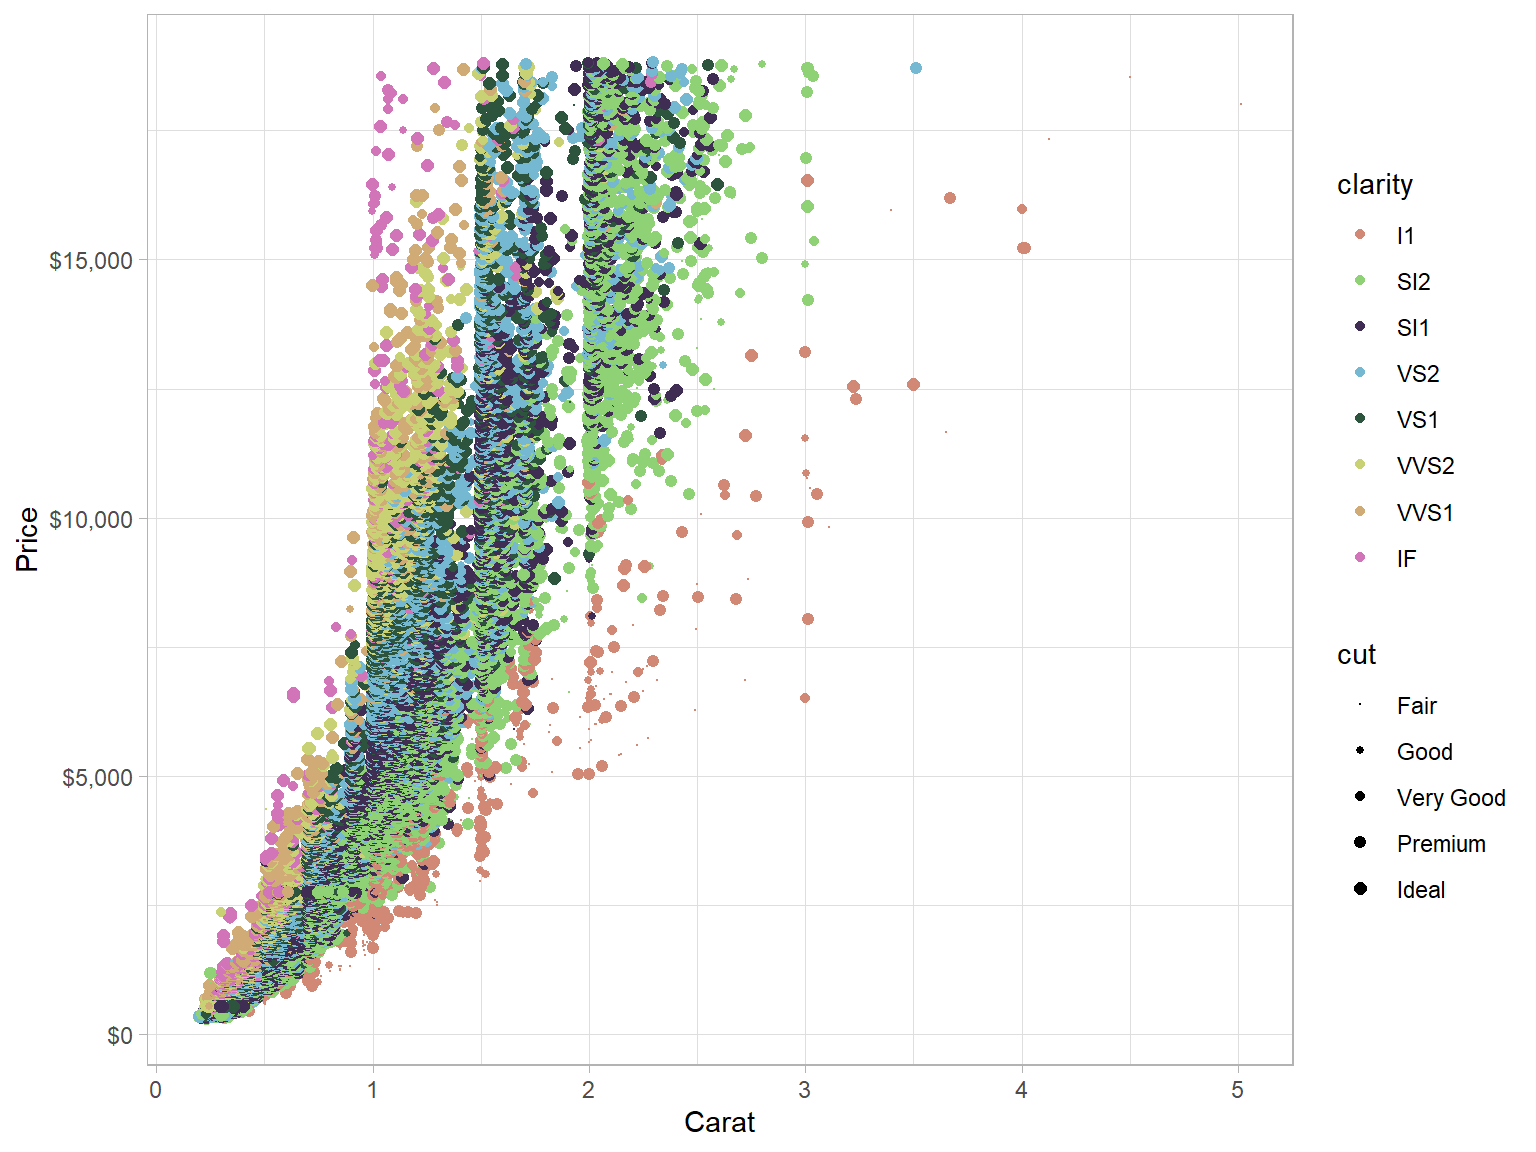 $15,000
$10,000
$5,000
$0
Price
0 1 2 3 4 5
Carat
clarity
I1
SI2
SI1
VS2
VS1
VVS2
VVS1
IF
cut
Fair
Good
Very Good
Premium
Ideal